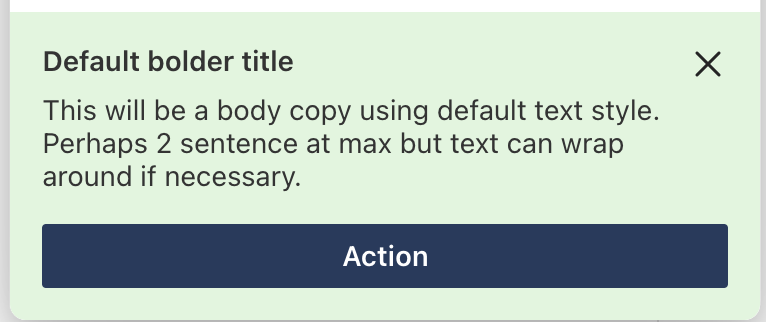 Default bolder title
This will be a body copy using default text style.
Perhaps 2 sentence at max but text can wrap
around if necessary.
Action